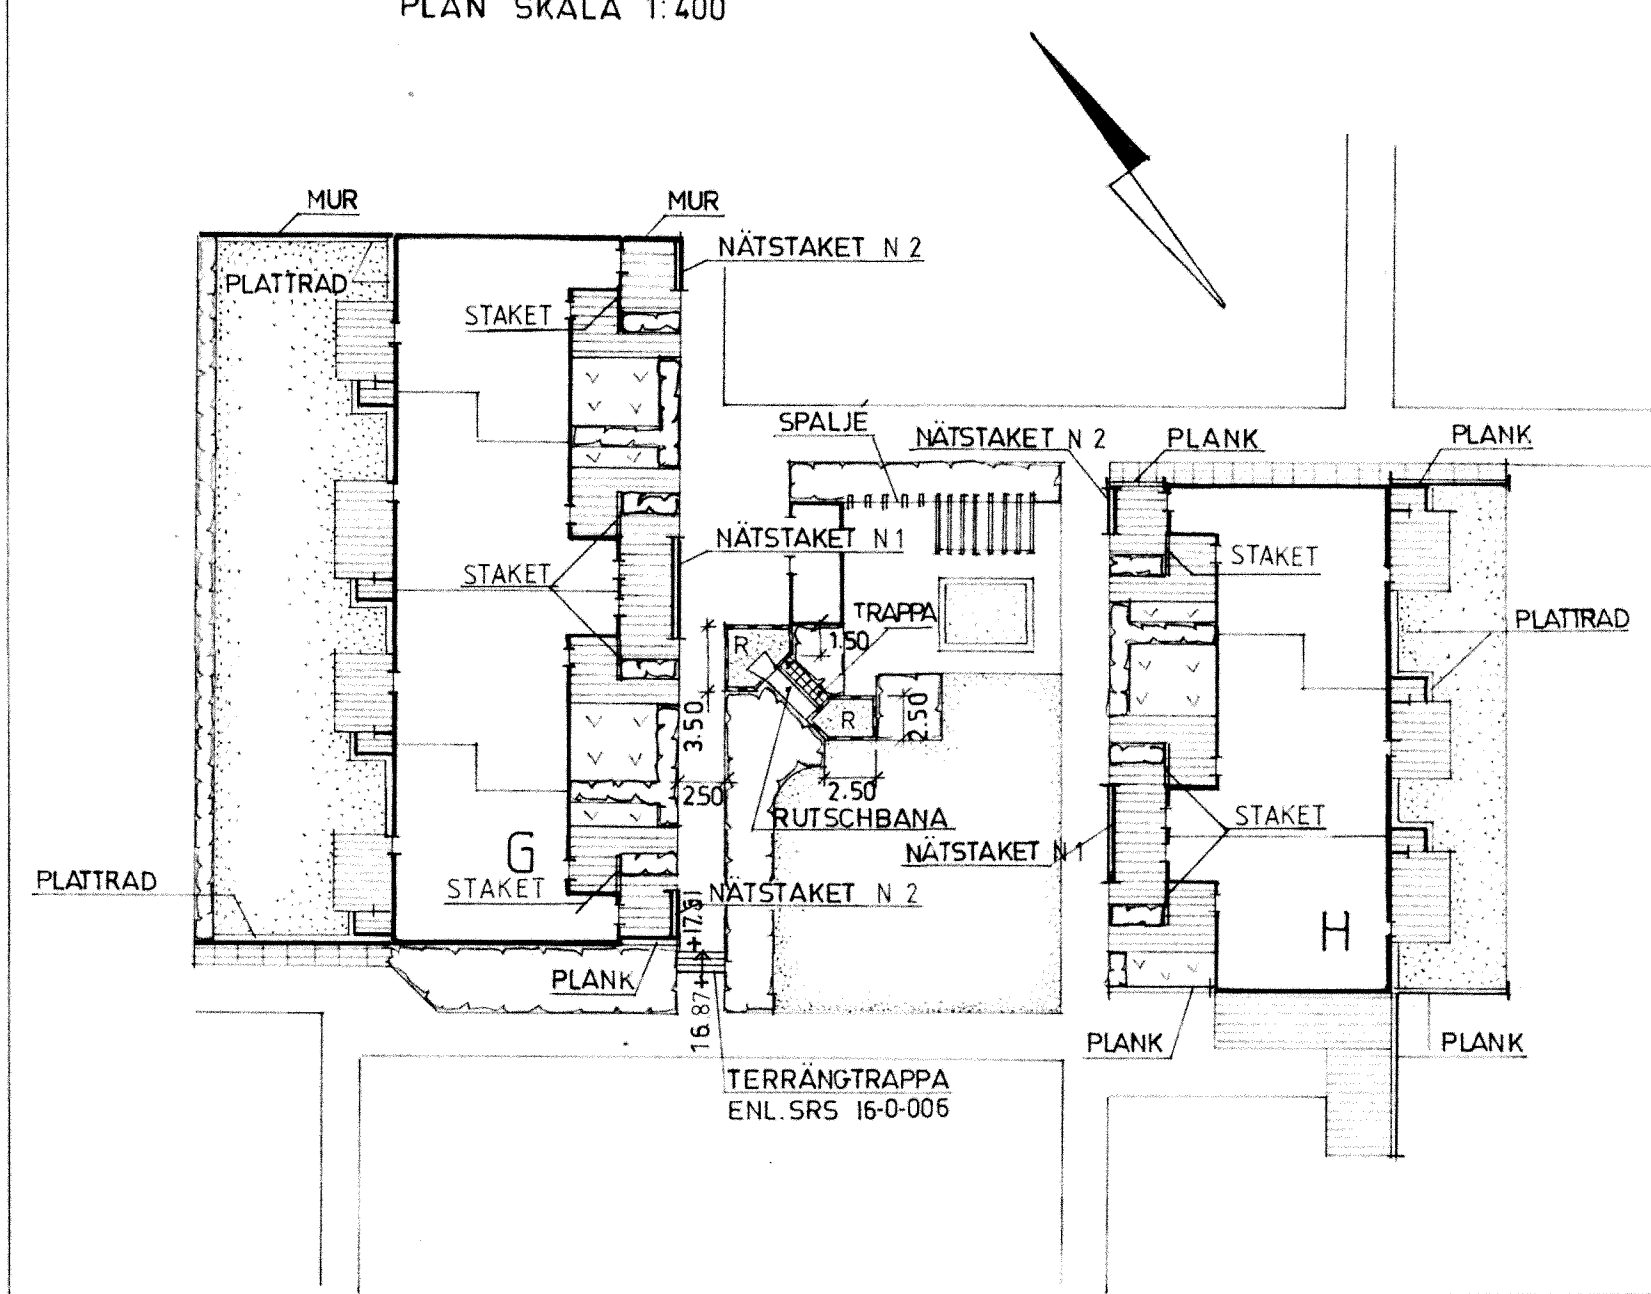 PLAN SKALA 1:400
MUR
MUR
NÄTSTAKET N 2
PLATTRAD
STAKET
SPALJE
NÄTSTAKET N 2
PLANK
PLANK
NÄTSTAKET N 1
STAKET
STAKET
TRAPPA
PLATTRAD
R
1.50
3.50
R
2.50
250
2.50
RUTSCHBANA
STAKET
NÄTSTAKET N 1
G
PLATTRAD
STAKET
NÄTSTAKET N 2
+17.51
H
PLANK
16.87+
PLANK
PLANK
TERRÄNGTRAPPA
ENL. SRS 16-0-006